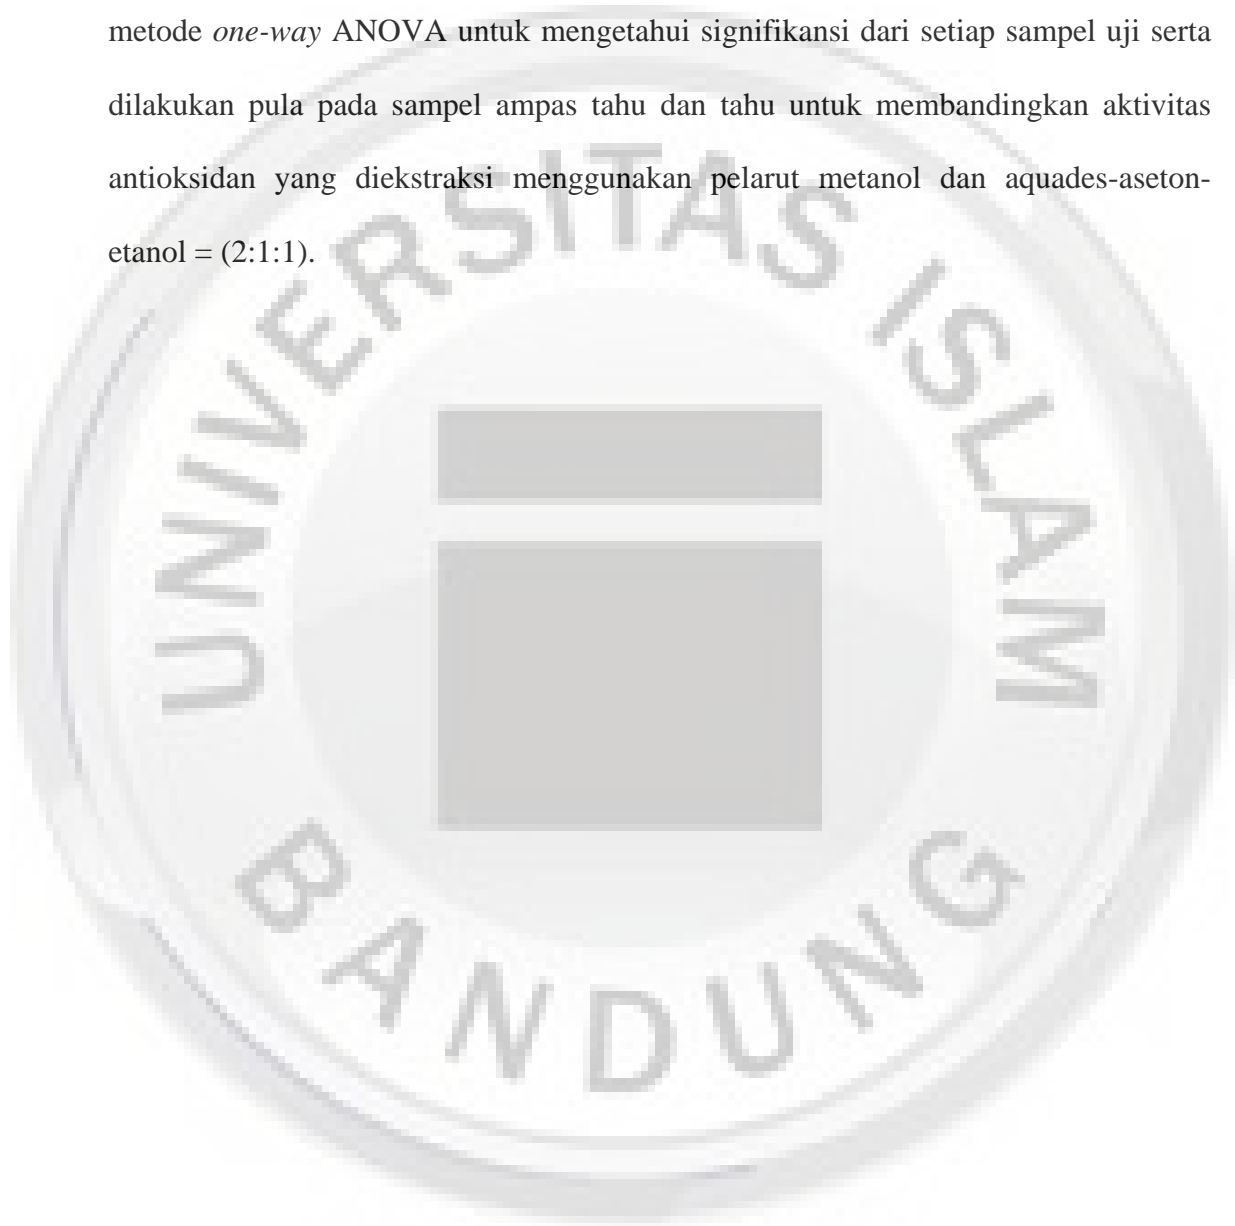 metode one-way ANOVA untuk mengetahui signifikansi dari setiap sampel uji serta
dilakukan pula pada sampel ampas tahu dan tahu untuk membandingkan aktivitas
antioksidan yang diekstraksi menggunakan pelarut metanol dan aquades-aseton-
etanol = (2:1:1).
UNIVERSITAS ISLAM
BANDUNG